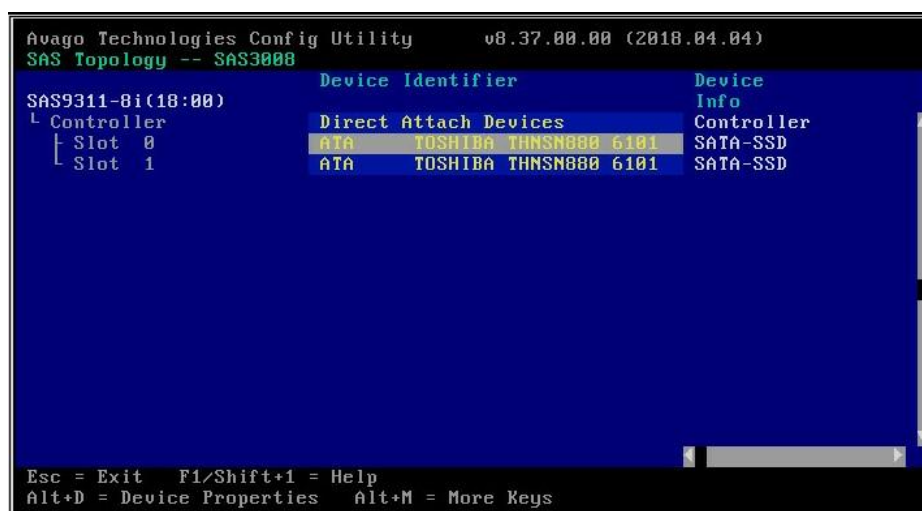 Avago Technologies Config Utility v8.37.00.00 (2018.04.04)
SAS Topology -- SAS3008
Device Identifier Device
SAS9311-8i(18:00) Info
Controller Direct Attach Devices Controller
Slot 0 ATA TOSHIBA THNSN880 6101 SATA-SSD
Slot 1 ATA TOSHIBA THNSN880 6101 SATA-SSD
Esc = Exit F1/Shift+1 = Help
Alt+D = Device Properties Alt+M = More Keys